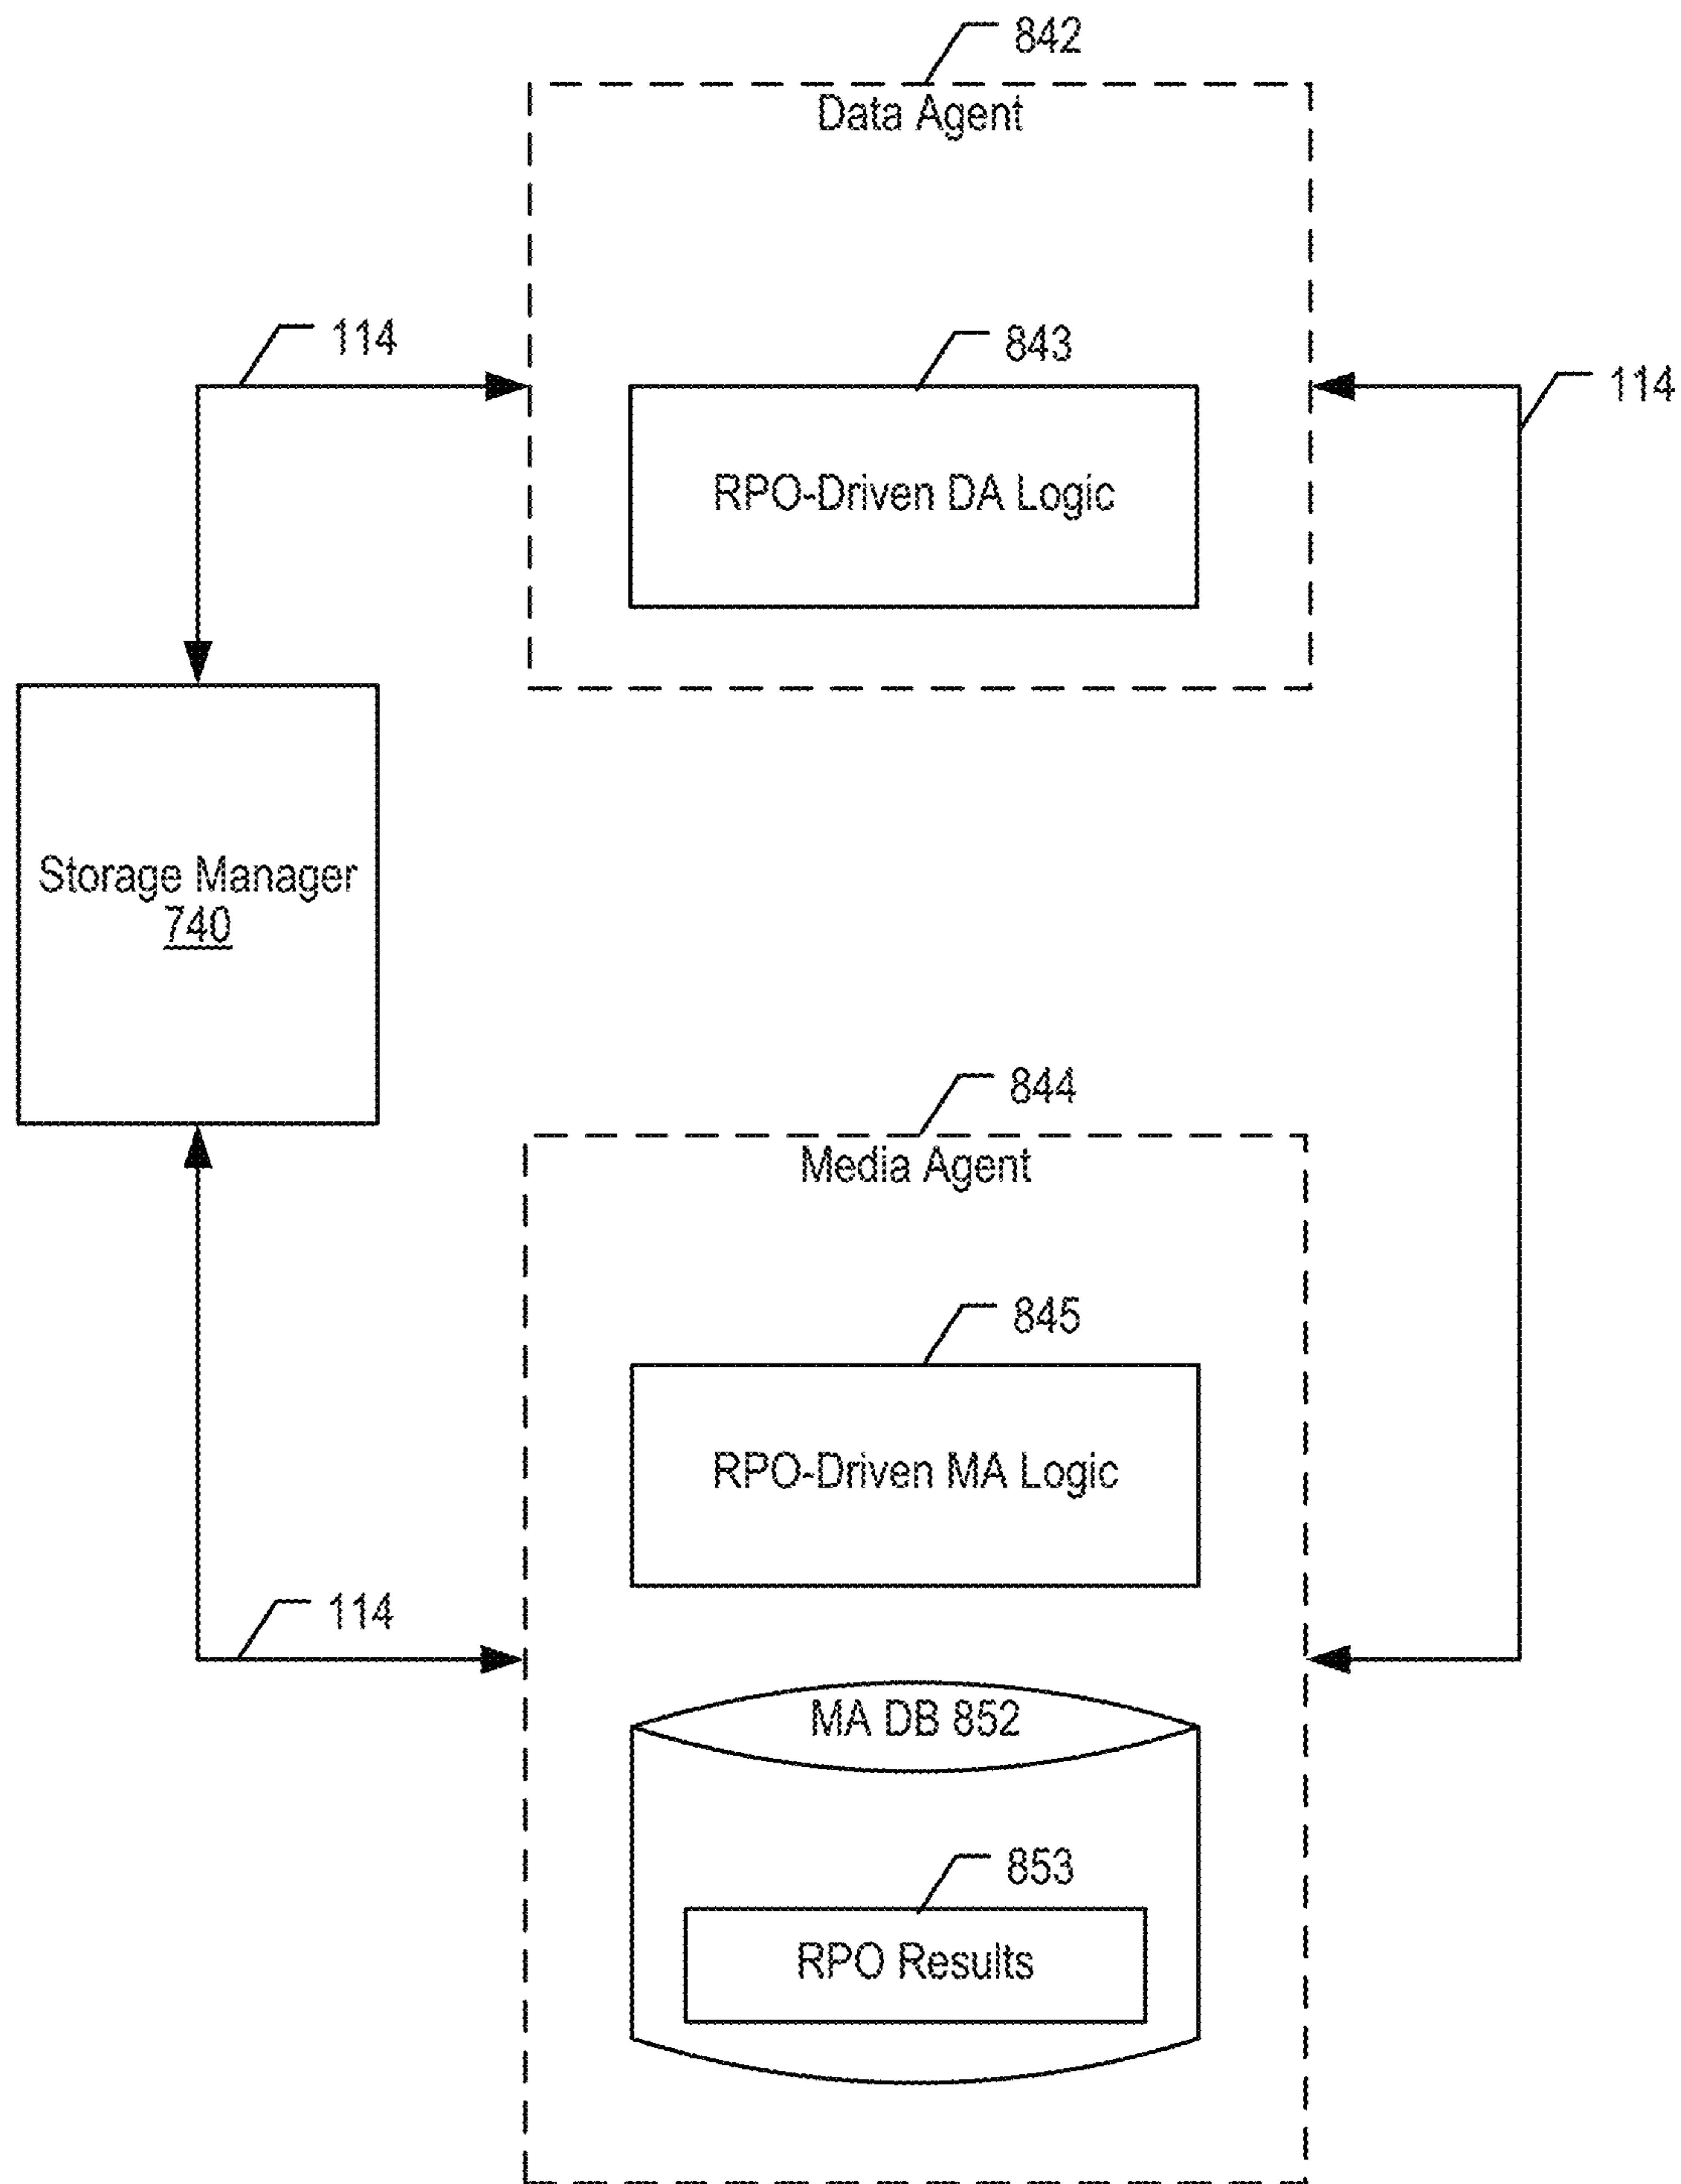 842
Data Agent
114
843
114
RPO-Driven DA Logic
Storage Manager
740
844
Media Agent
845
RPO-Driven MA Logic
114
MA DB 852
853
RPO Results